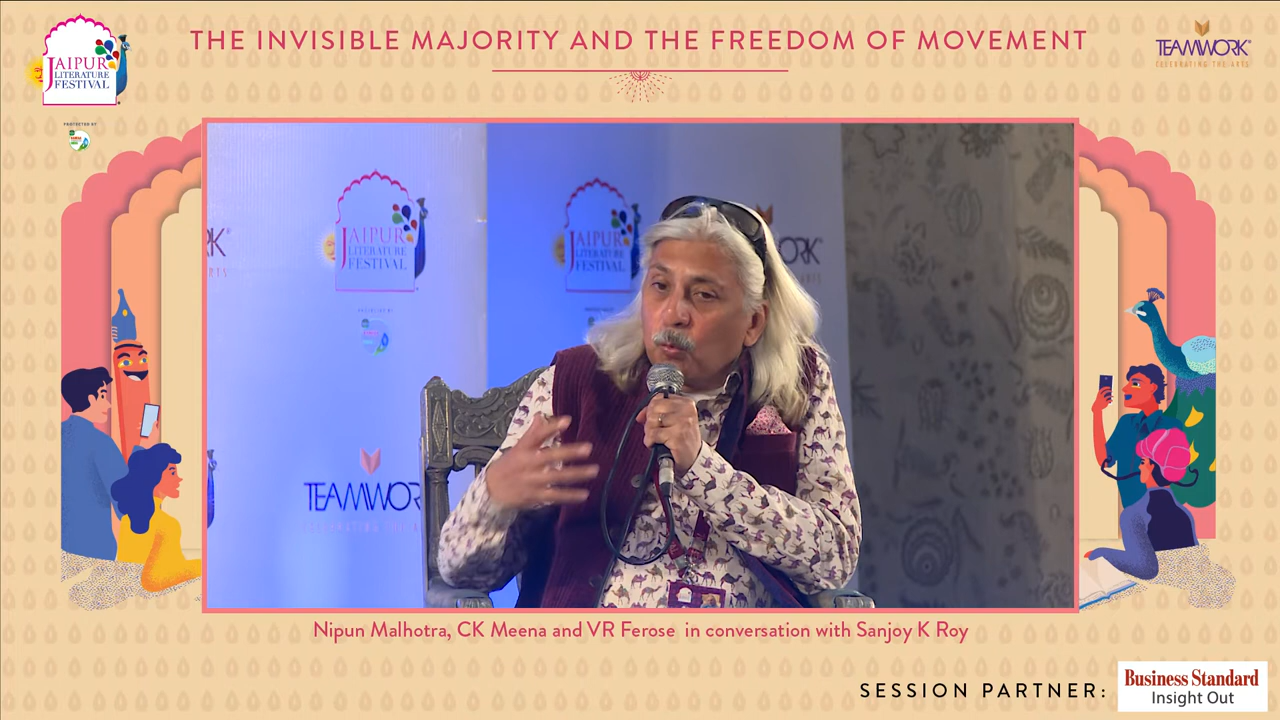 THE INVISIBLE MAJORITY AND THE FREEDOM OF MOVEMENT
JAIPUR
LITERATURE
FESTIVAL
TEAMWORK
CELEBRATING THE ARTS
PRESENTED BY
JAIPUR
LITERATURE
FESTIVAL
JAIPUR
LITERATURE
FESTIVAL
TEAMWORK
Nipun Malhotra, CK Meena and VR Ferose in conversation with Sanjoy K Roy
SESSION PARTNER:
Business Standard
Insight Out